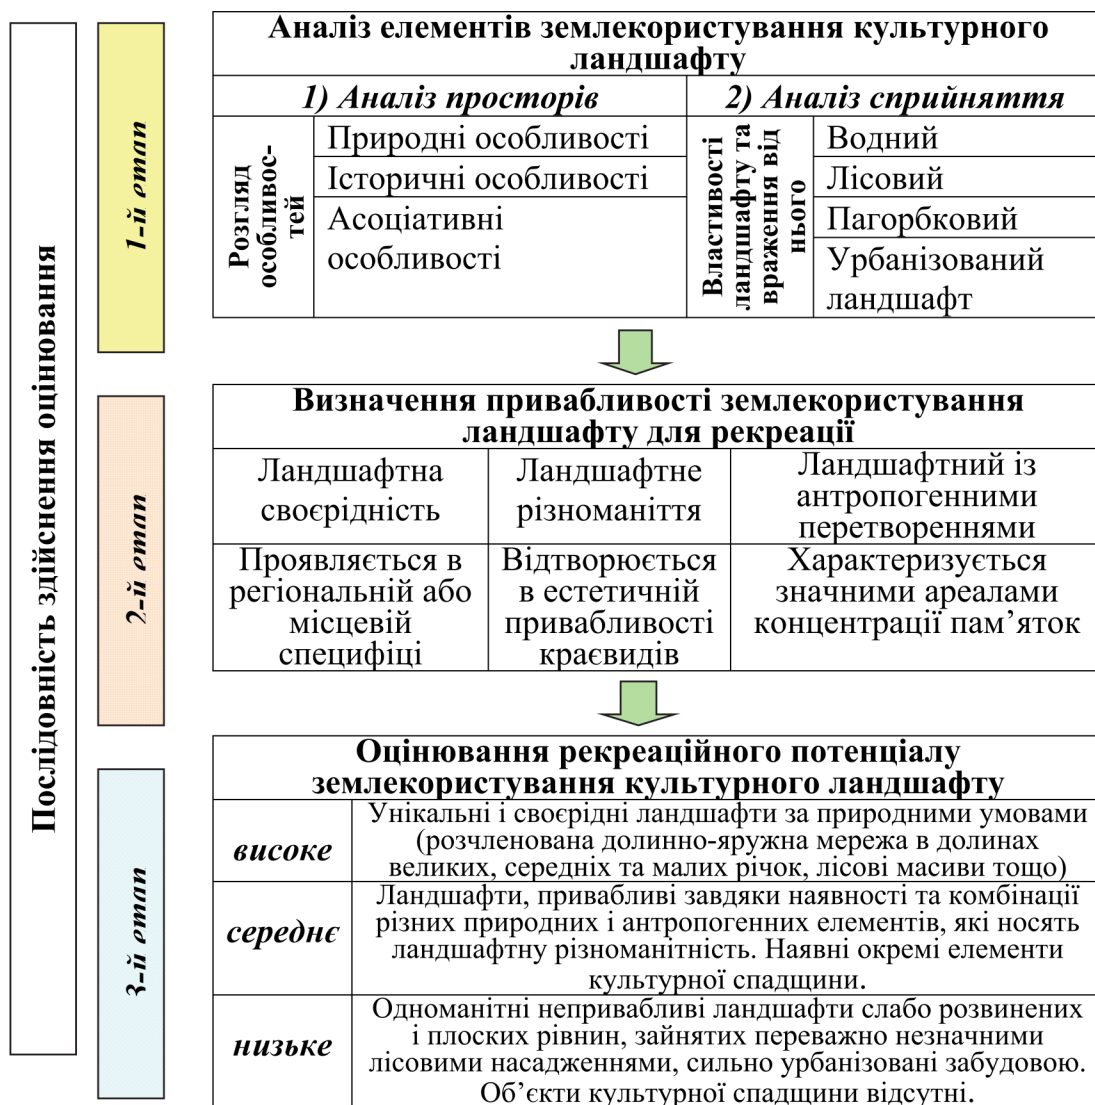 Послідовність здійснення оцінювання
1-й етап
Аналіз елементів землекористування культурного
ландшафту
1) Аналіз просторів
2) Аналіз сприйняття
Розгляд
особливос-
тей
Природні особливості
Історичні особливості
Асоціативні
особливості
Властивості
ландшафту та
враження від
нього
Водний
Лісовий
Пагорбковий
Урбанізований
ландшафт
2-й етап
Визначення привабливості землекористування
ландшафту для рекреації
Ландшафтна
своєрідність
Ландшафтне
різноманіття
Ландшафтний із
антропогенними
перетвореннями
Проявляється в
регіональній або
місцевій
специфіці
Відтворюється
в естетичній
привабливості
краєвидів
Характеризується
значними ареалами
концентрації пам’яток
3-й етап
Оцінювання рекреаційного потенціалу
землекористування культурного ландшафту
високе
Унікальні і своєрідні ландшафти за природними умовами
(розчленована долинно-яружна мережа в долинах
великих, середніх та малих річок, лісові масиви тощо)
середнє
Ландшафти, привабливі завдяки наявності та комбінації
різних природних і антропогенних елементів, які носять
ландшафтну різноманітність. Наявні окремі елементи
культурної спадщини.
низьке
Одноманітні непривабливі ландшафти слабо розвинених
і плоских рівнин, зайнятих переважно незначними
лісовими насадженнями, сильно урбанізовані забудовою.
Об’єкти культурної спадщини відсутні.